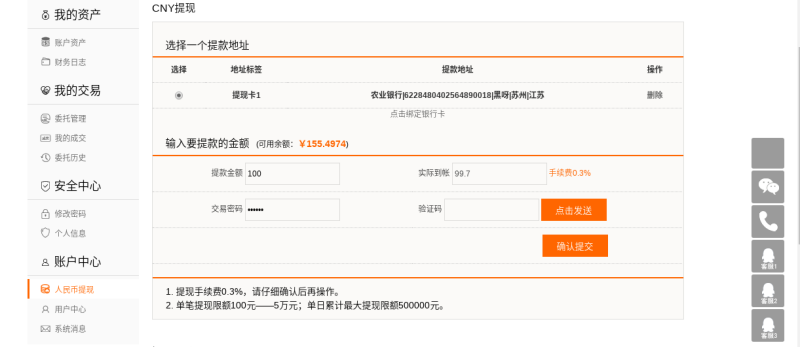 CNY提现
我的资产
账户资产
财务日志
我的交易
委托管理
我的成交
委托历史
安全中心
修改密码
个人信息
账户中心
人民币提现
用户中心
系统消息
选择一个提款地址
选择 地址标签 提款地址 操作
提现卡1 农业银行|6228480402564890018|黑呀|苏州|江苏 删除
点击绑定银行卡
输入要提款的金额 (可用余额：￥155.4974)
提款金额 100 实际到帐 99.7 手续费0.3%
交易密码 •••••• 验证码 点击发送
确认提交
1. 提现手续费0.3%，请仔细确认后再操作。
2. 单笔提现限额100元——5万元；单日累计最大提现限额500000元。
客服1
客服2
客服3